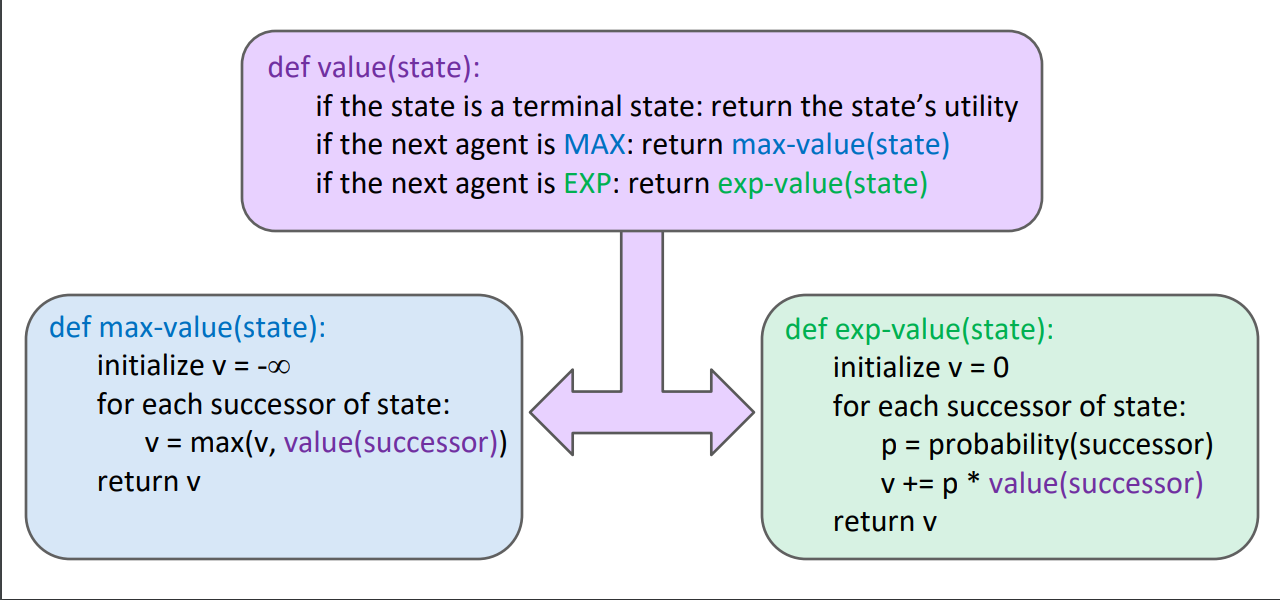 def value(state):
if the state is a terminal state: return the state’s utility
if the next agent is MAX: return max-value(state)
if the next agent is EXP: return exp-value(state)
def max-value(state):
initialize v = -∞
for each successor of state:
v = max(v, value(successor))
return v
def exp-value(state):
initialize v = 0
for each successor of state:
p = probability(successor)
v += p * value(successor)
return v